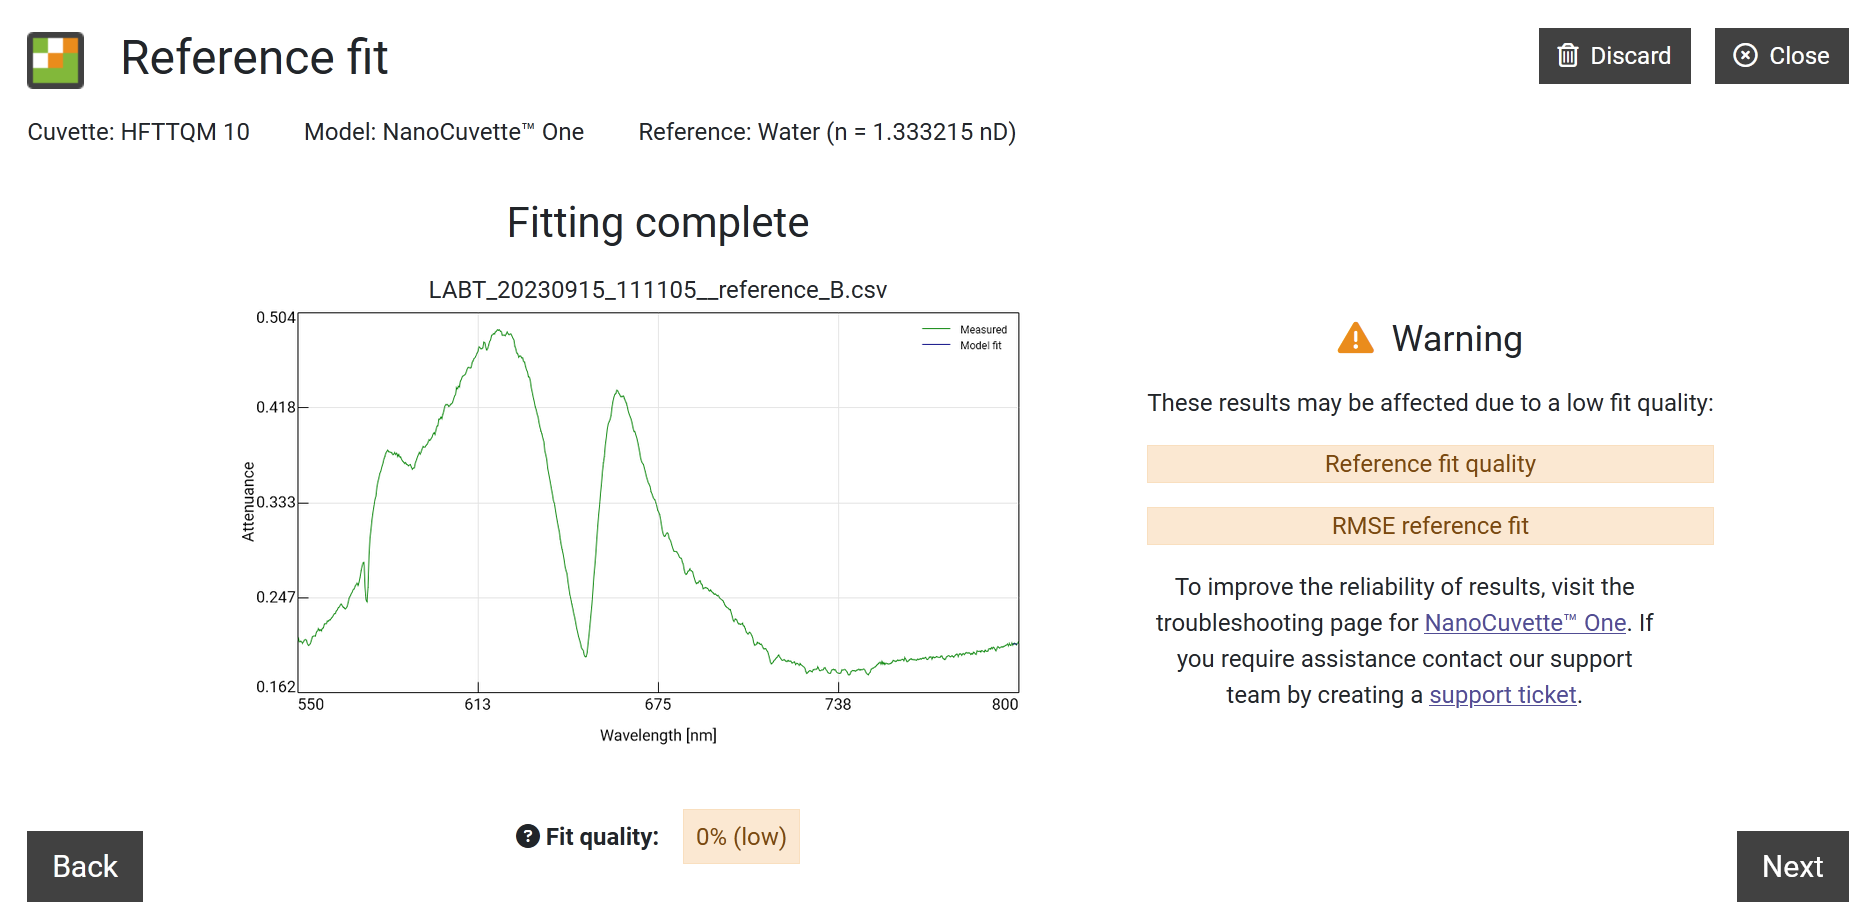 Reference fit
Discard
Close
Cuvette: HFTTQM 10
Model: NanoCuvette™ One
Reference: Water (n = 1.333215 nD)
Fitting complete
LABT_20230915_111105__reference_B.csv
0.504
0.418
0.333
0.247
0.162
Attenuance
Measured
Model fit
550
613
675
738
800
Wavelength [nm]
Fit quality:
0% (low)
Warning
These results may be affected due to a low fit quality:
Reference fit quality
RMSE reference fit
To improve the reliability of results, visit the
troubleshooting page for NanoCuvette™ One. If
you require assistance contact our support
team by creating a support ticket.
Back
Next